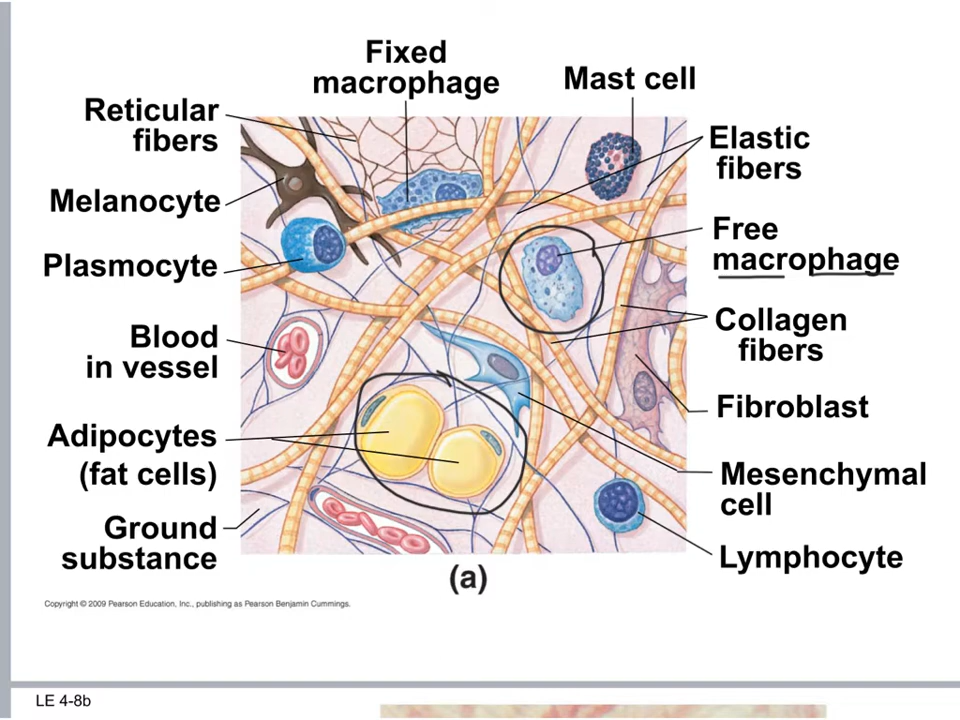 Fixed
macrophage
Mast cell
Reticular
fibers
Elastic
fibers
Melanocyte
Free
macrophage
Plasmocyte
Collagen
fibers
Blood
in vessel
Fibroblast
Adipocytes
(fat cells)
Mesenchymal
cell
Ground
substance
Lymphocyte
(a)
Copyright © 2009 Pearson Education, Inc., publishing as Pearson Benjamin Cummings.
LE 4-8b